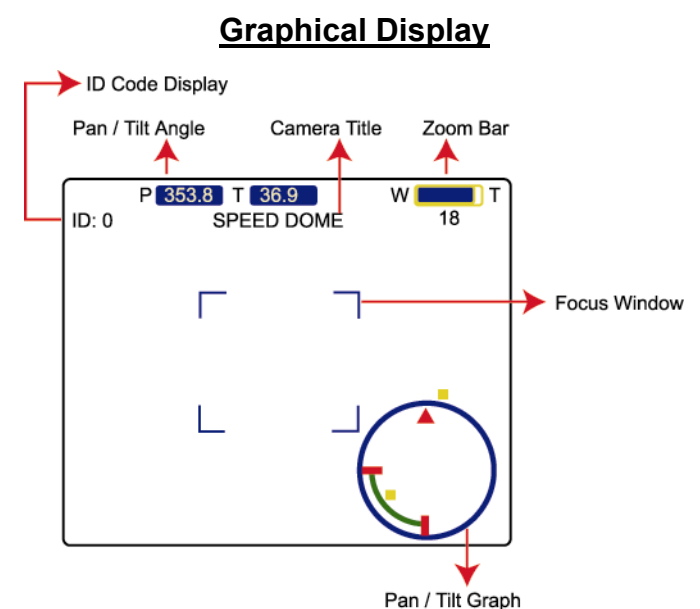 Graphical Display
ID Code Display
Pan / Tilt Angle Camera Title Zoom Bar
P 353.8 T 36.9 W T
ID: 0 SPEED DOME 18
Focus Window
Pan / Tilt Graph